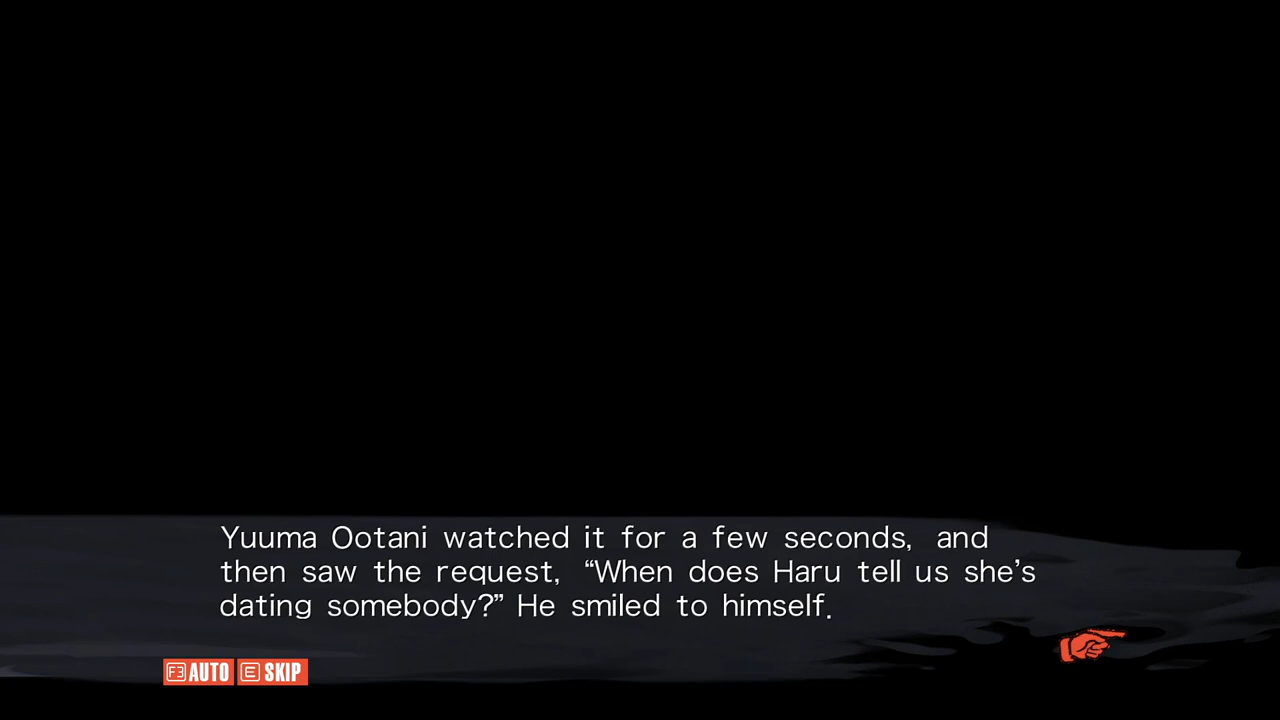 Yuuma Ootani watched it for a few seconds, and
then saw the request, “When does Haru tell us she’s
dating somebody?” He smiled to himself.
F3 AUTO E SKIP